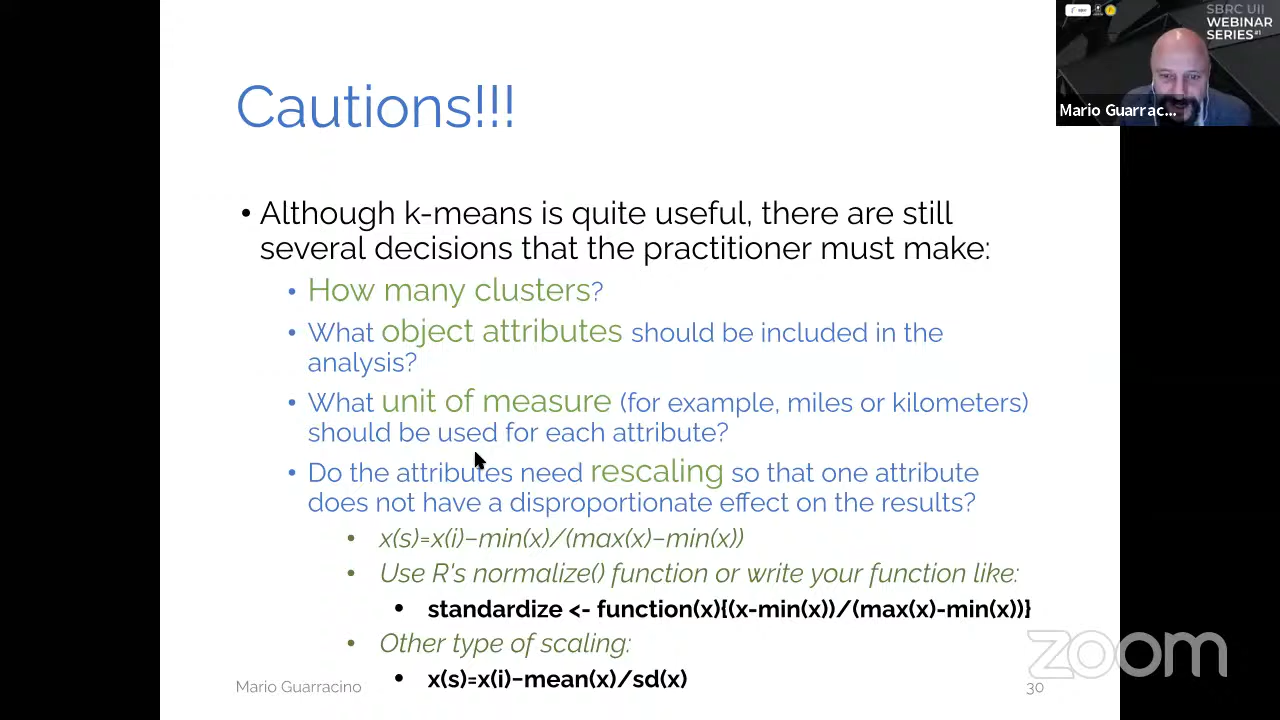 SBRC UII
WEBINAR
SERIES#1
Mario Guarrac...
Cautions!!!
• Although k-means is quite useful, there are still
several decisions that the practitioner must make:
• How many clusters?
• What object attributes should be included in the
analysis?
• What unit of measure (for example, miles or kilometers)
should be used for each attribute?
• Do the attributes need rescaling so that one attribute
does not have a disproportionate effect on the results?
• x(s)=x(i)–min(x)/(max(x)–min(x))
• Use R's normalize() function or write your function like:
• standardize <- function(x){(x-min(x))/(max(x)-min(x))}
• Other type of scaling:
• x(s)=x(i)–mean(x)/sd(x)
Mario Guarracino
30
zoom